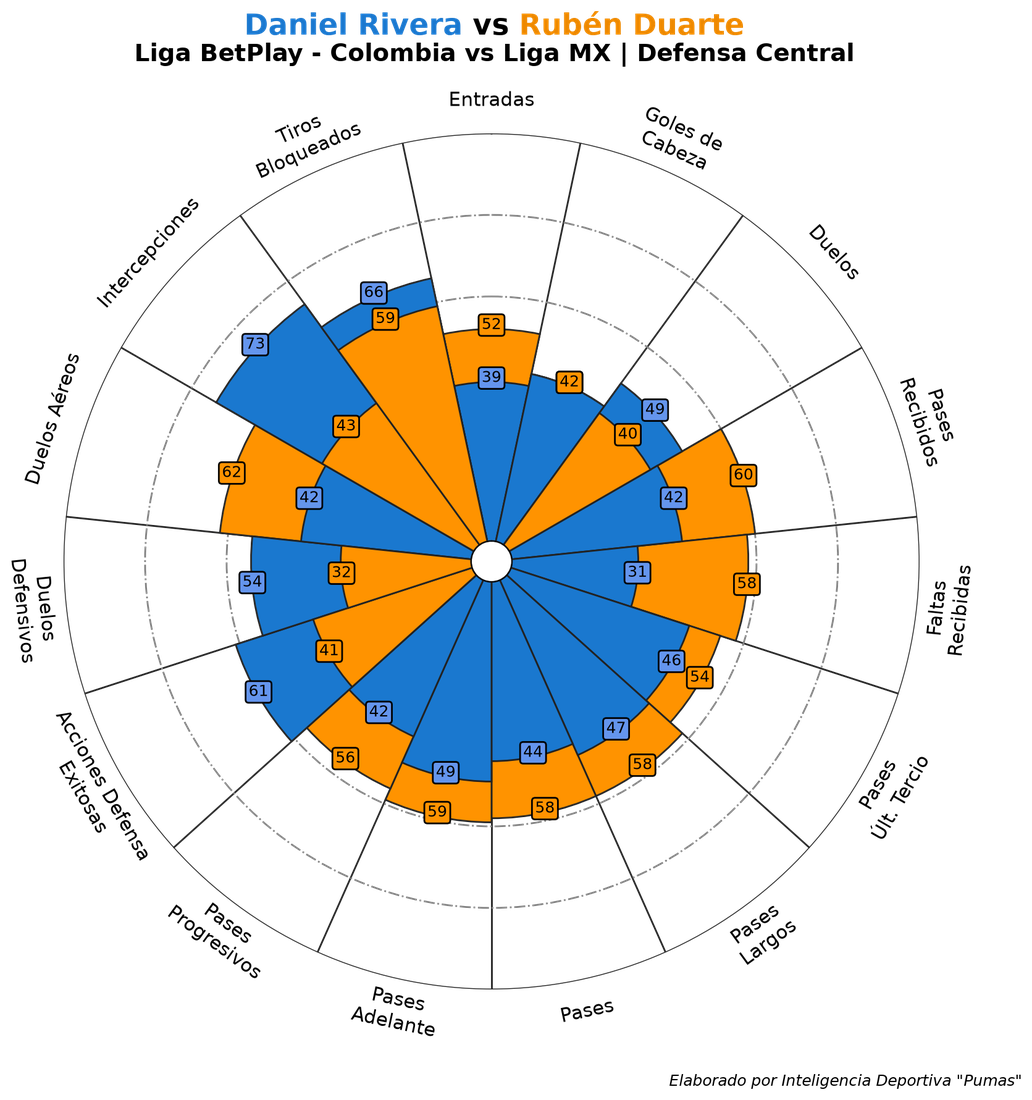 Daniel Rivera vs Rubén Duarte
Liga BetPlay - Colombia vs Liga MX | Defensa Central
Entradas
52
39
Goles de
Cabeza
42
Duelos
49
40
Pases
Recibidos
60
42
Faltas
Recibidas
31
58
Pases
Últ. Tercio
46
54
Pases
Largos
47
58
Pases
44
58
Pases
Adelante
49
59
Pases
Progresivos
42
56
Acciones Defensa
Exitosas
41
61
Duelos
Defensivos
54
32
Duelos Aéreos
62
42
Intercepciones
73
43
Tiros
Bloqueados
66
59
Elaborado por Inteligencia Deportiva "Pumas"